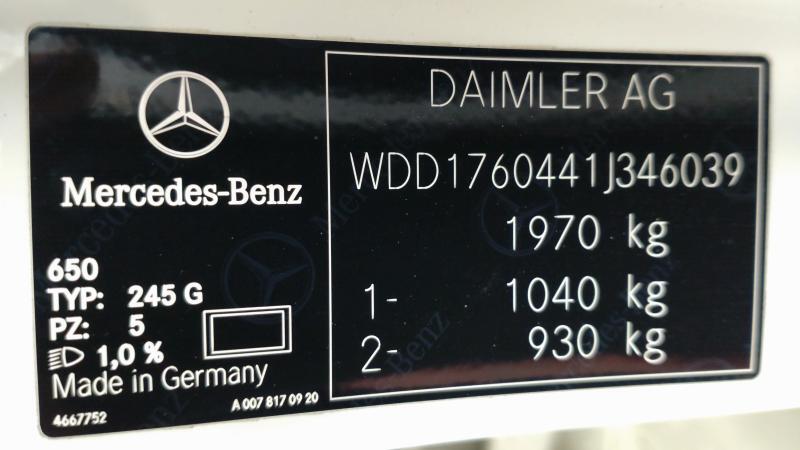 Mercedes-Benz
650
TYP: 245 G
PZ: 5
1,0 %
Made in Germany
4667752
A 007 817 09 20
DAIMLER AG
WDD1760441J346039
1970 kg
1- 1040 kg
2- 930 kg